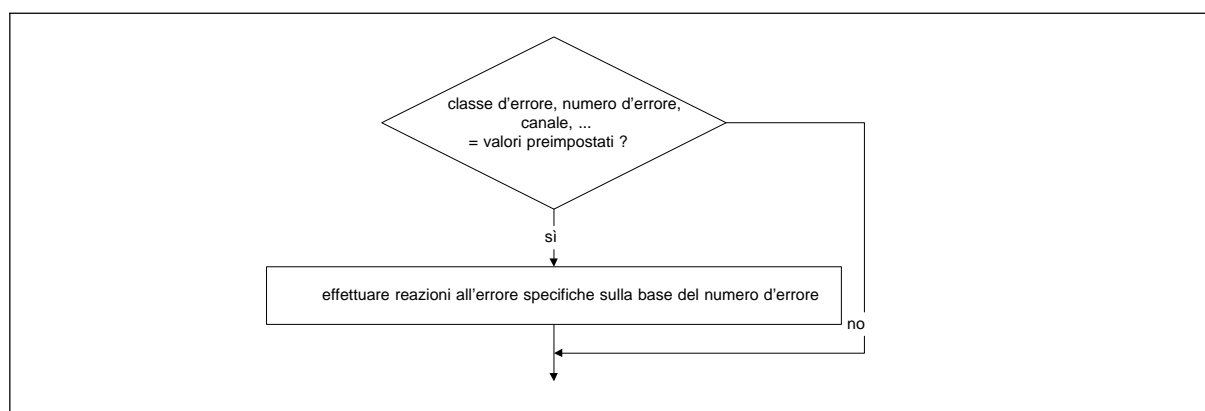 classe d'errore, numero d'errore,
canale, ...
= valori preimpostati ?
sì
effettuare reazioni all'errore specifiche sulla base del numero d'errore
no